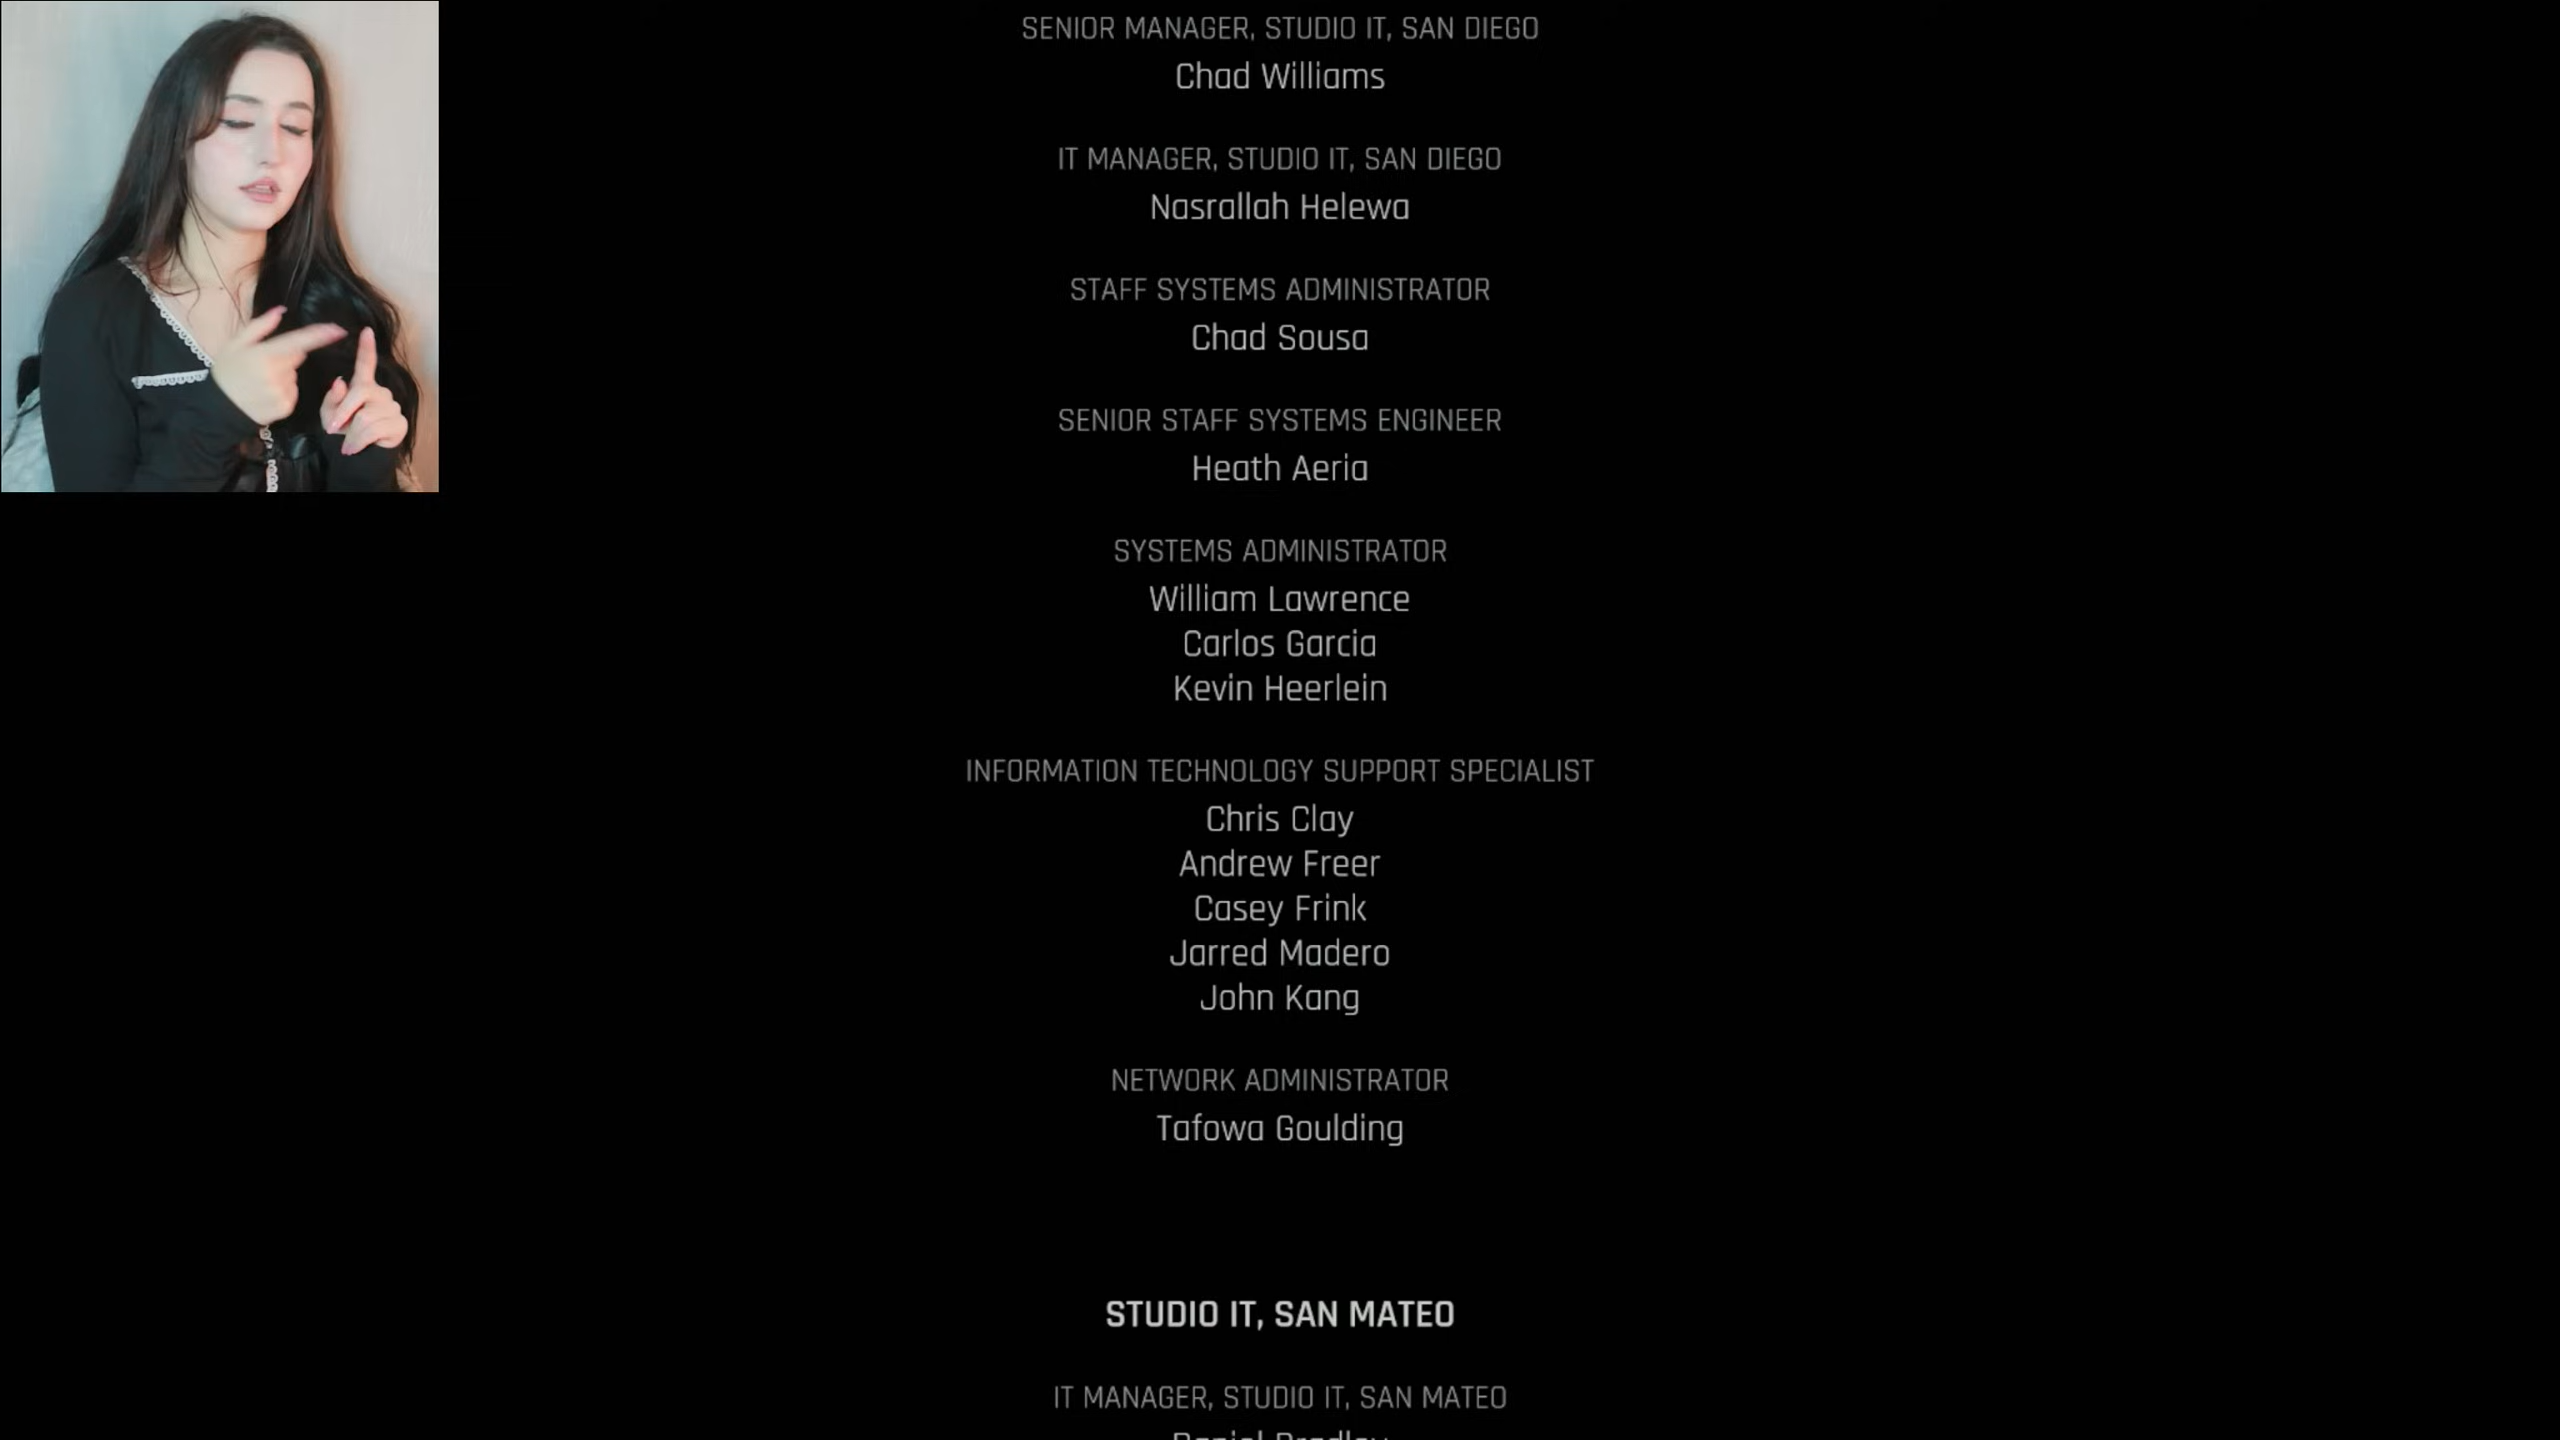 SENIOR MANAGER, STUDIO IT, SAN DIEGO
Chad Williams
IT MANAGER, STUDIO IT, SAN DIEGO
Nasrallah Helewa
STAFF SYSTEMS ADMINISTRATOR
Chad Sousa
SENIOR STAFF SYSTEMS ENGINEER
Heath Aeria
SYSTEMS ADMINISTRATOR
William Lawrence
Carlos Garcia
Kevin Heerlein
INFORMATION TECHNOLOGY SUPPORT SPECIALIST
Chris Clay
Andrew Freer
Casey Frink
Jarred Madero
John Kang
NETWORK ADMINISTRATOR
Tafowa Goulding
STUDIO IT, SAN MATEO
IT MANAGER, STUDIO IT, SAN MATEO